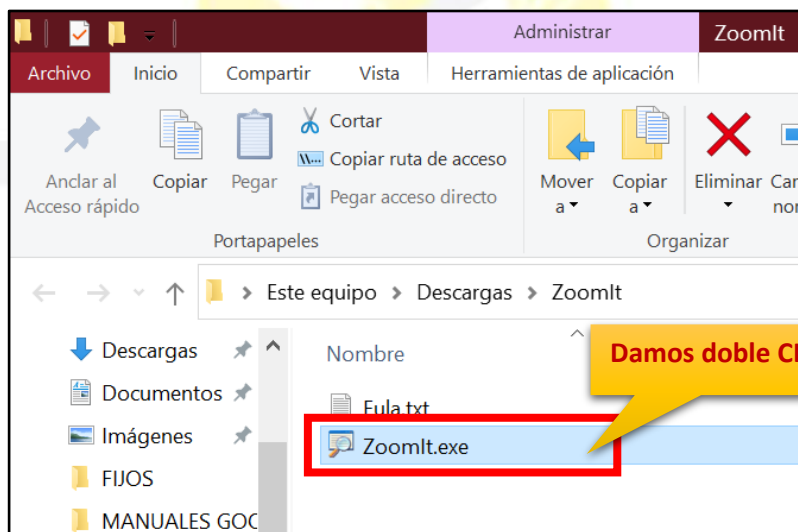 Administrar
ZoomIt
Archivo Inicio Compartir Vista Herramientas de aplicación
Anclar al
Acceso rápido
Copiar
Pegar
Cortar
Copiar ruta de acceso
Pegar acceso directo
Mover
a
Copiar
a
Eliminar
Portapapeles
Organizar
Este equipo > Descargas > ZoomIt
Descargas
Documentos
Imágenes
FIJOS
MANUALES
Nombre
Eula.txt
ZoomIt.exe
Damos doble